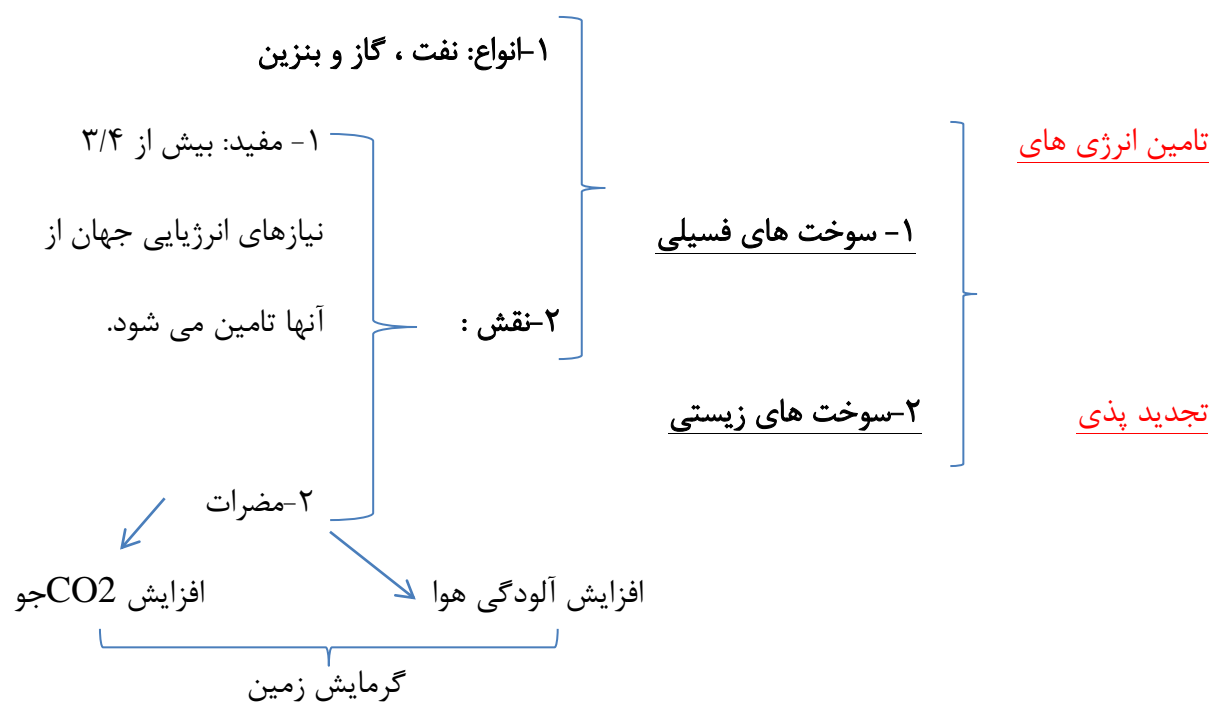 تامین انرژی های
تجدید پذی
۱- سوخت های فسیلی
۲-سوخت های زیستی
۱-انواع: نفت ، گاز و بنزین
۲-نقش :
۱- مفید: بیش از ۳/۴
نیازهای انرژیایی جهان از
آنها تامین می شود.
۲-مضرات
افزایش آلودگی هوا
افزایش CO2جو
گرمایش زمین